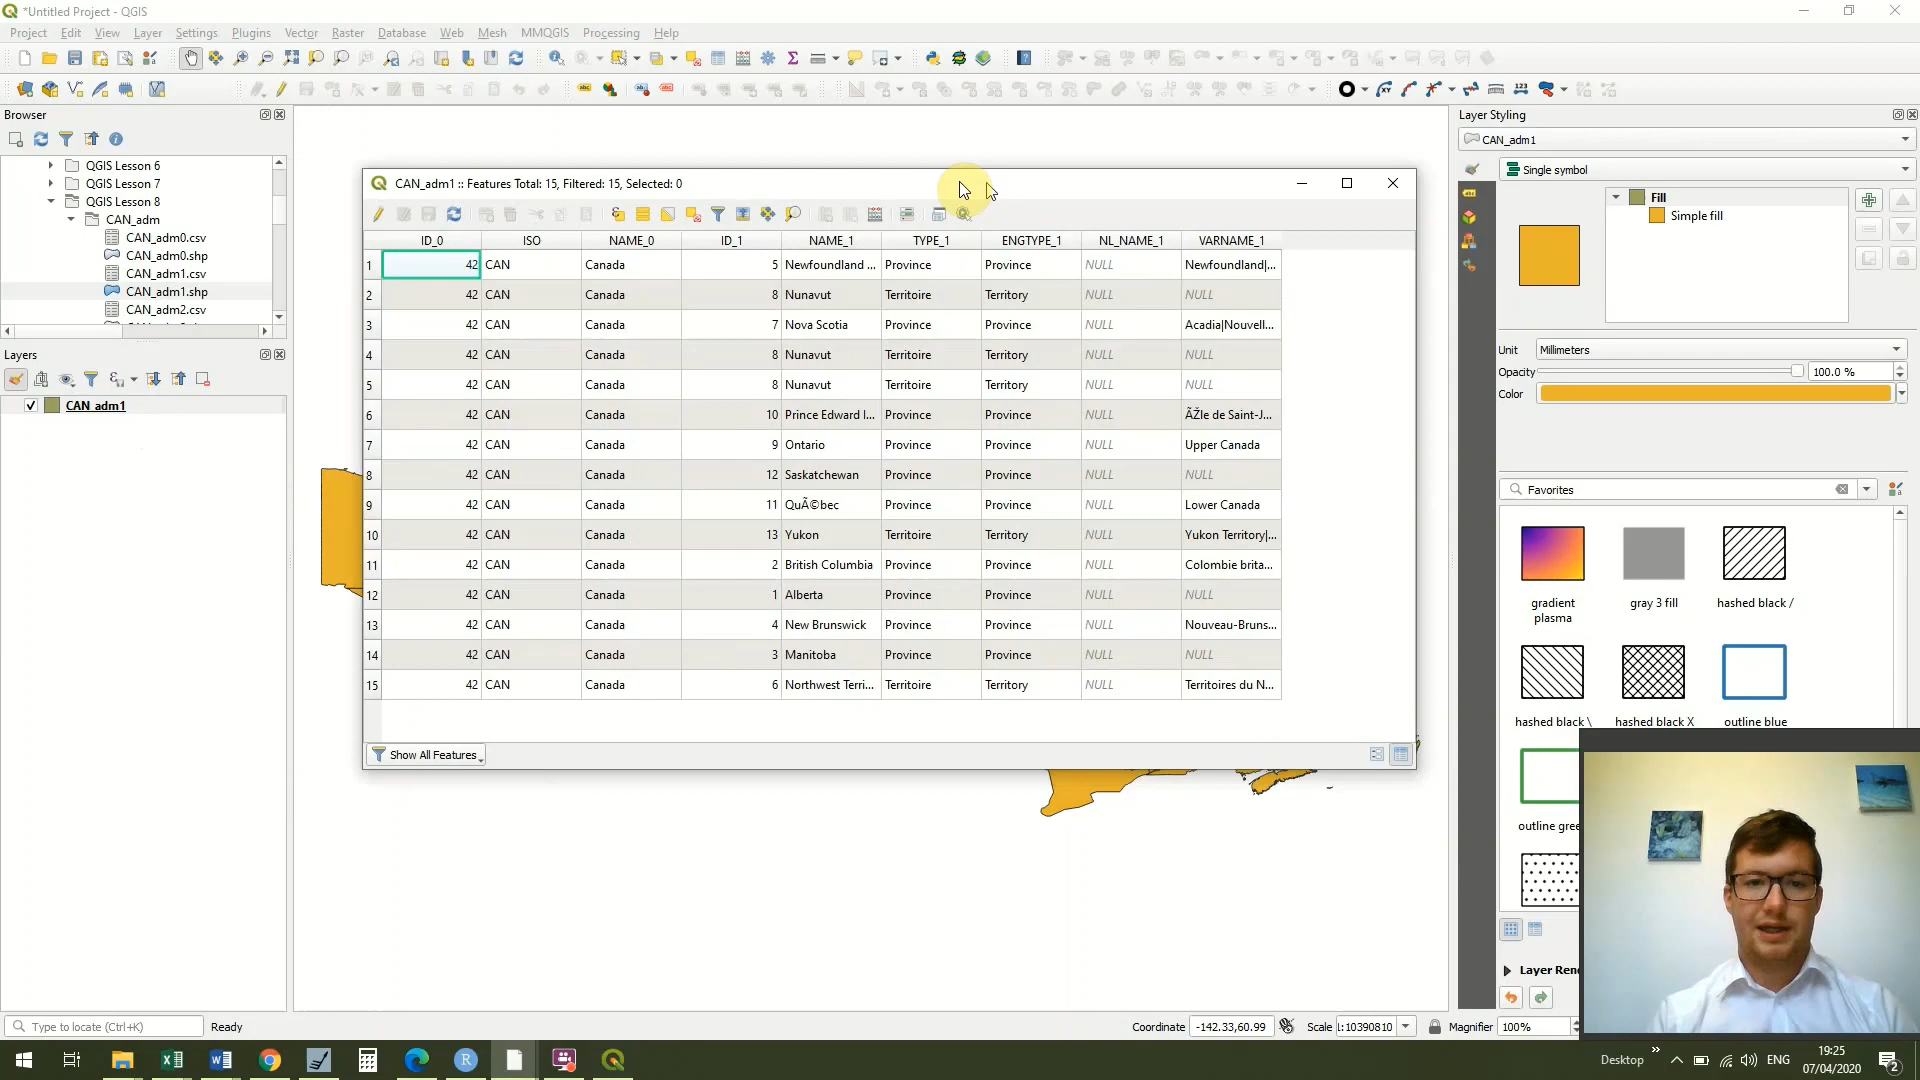 *Untitled Project - QGIS
Project Edit View Layer Settings Plugins Vector Raster Database Web Mesh MMQGIS Processing Help
Browser
QGIS Lesson 6
QGIS Lesson 7
QGIS Lesson 8
CAN_adm
CAN_adm0.csv
CAN_adm0.shp
CAN_adm1.csv
CAN_adm1.shp
CAN_adm2.csv
Layers
CAN_adm1
CAN_adm1 :: Features Total: 15, Filtered: 15, Selected: 0
ID_0 ISO NAME_0 ID_1 NAME_1 TYPE_1 ENGTYPE_1 NL_NAME_1 VARNAME_1
1 42 CAN Canada 5 Newfoundland ... Province Province NULL Newfoundland|...
2 42 CAN Canada 8 Nunavut Territoire Territory NULL NULL
3 42 CAN Canada 7 Nova Scotia Province Province NULL Acadia|Nouvell...
4 42 CAN Canada 8 Nunavut Territoire Territory NULL NULL
5 42 CAN Canada 8 Nunavut Territoire Territory NULL NULL
6 42 CAN Canada 10 Prince Edward I... Province Province NULL ÃŽle de Saint-J...
7 42 CAN Canada 9 Ontario Province Province NULL Upper Canada
8 42 CAN Canada 12 Saskatchewan Province Province NULL NULL
9 42 CAN Canada 11 QuÃ©bec Province Province NULL Lower Canada
10 42 CAN Canada 13 Yukon Territoire Territory NULL Yukon Territory|...
11 42 CAN Canada 2 British Columbia Province Province NULL Colombie brita...
12 42 CAN Canada 1 Alberta Province Province NULL NULL
13 42 CAN Canada 4 New Brunswick Province Province NULL Nouveau-Bruns...
14 42 CAN Canada 3 Manitoba Province Province NULL NULL
15 42 CAN Canada 6 Northwest Terri... Territoire Territory NULL Territoires du N...
Show All Features
Layer Styling
CAN_adm1
Single symbol
Fill
Simple fill
Unit Millimeters
Opacity 100.0 %
Color
Favorites
gradient plasma
gray 3 fill
hashed black /
hashed black \
hashed black X
outline blue
outline gree
Layer Ren
Type to locate (Ctrl+K) Ready Coordinate -142.33,60.99 Scale 1:10390810 Magnifier 100%
Desktop ENG 19:25
07/04/2020
2